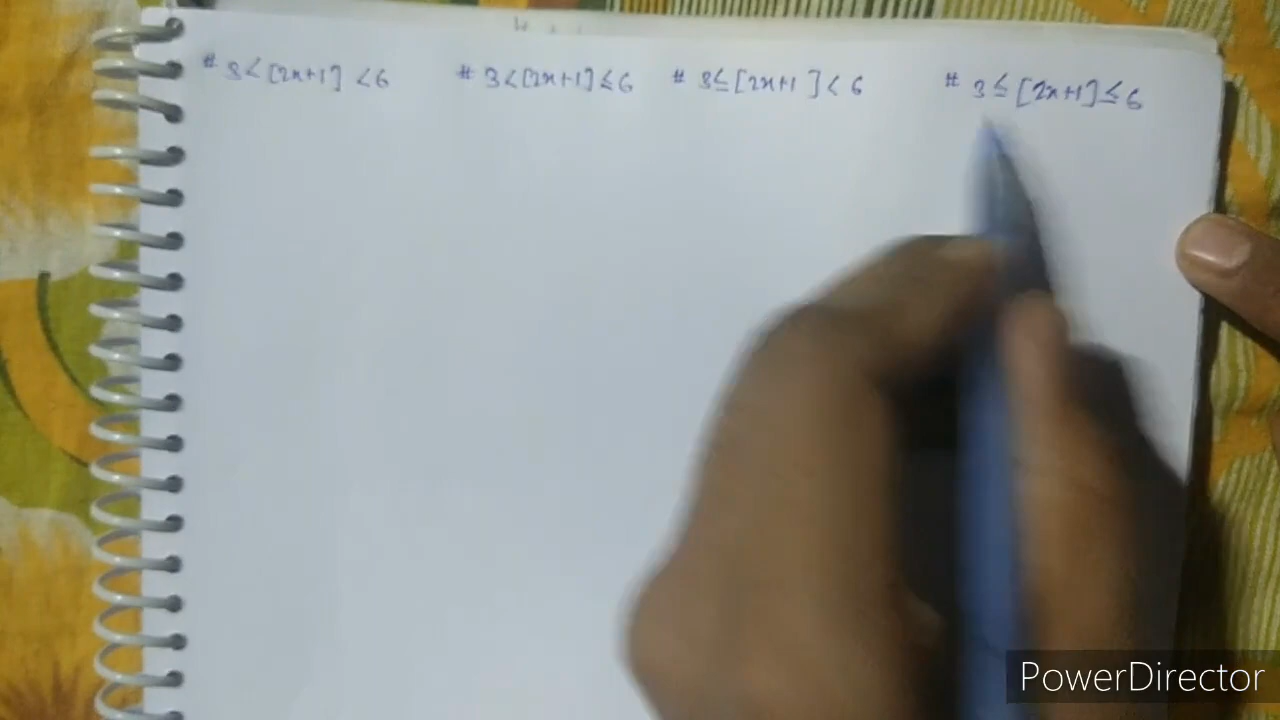 # 3<[2x+1] <6 # 3<[2x+1]≤6 # 3≤[2x+1]<6 # 3≤[2x+1]≤6
PowerDirector